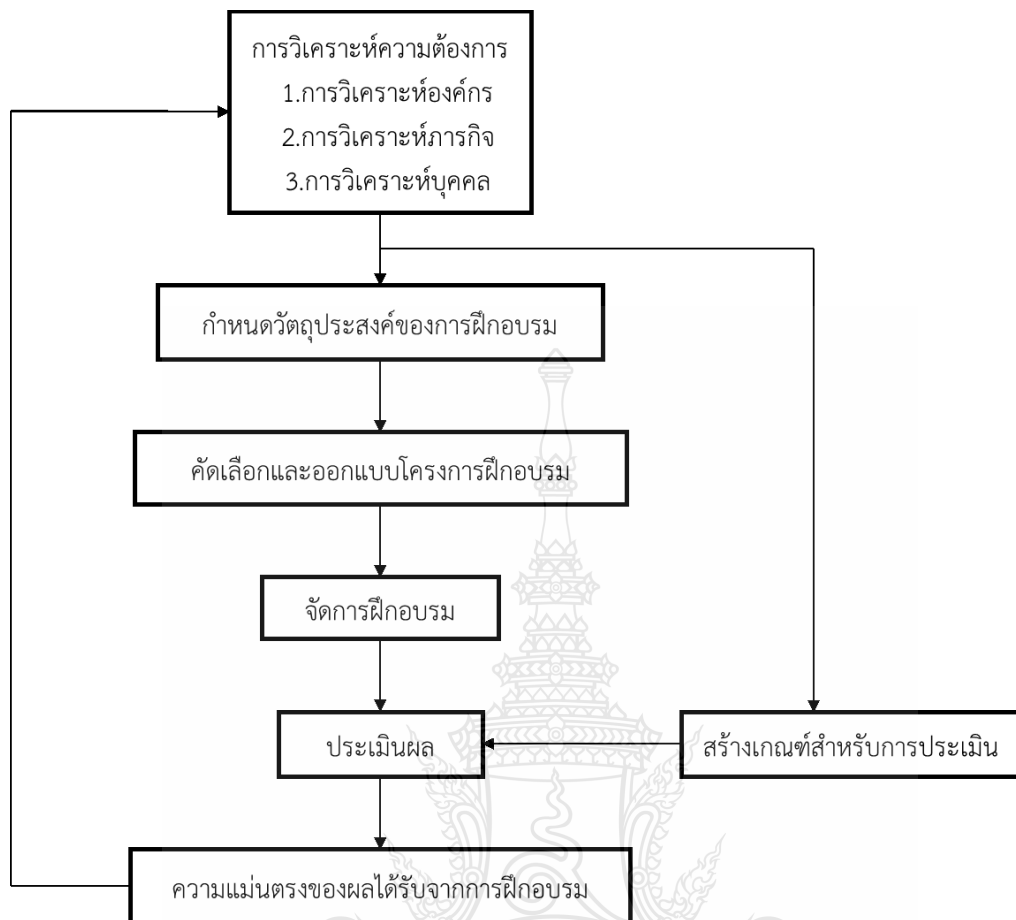 การวิเคราะห์ความต้องการ
1.การวิเคราะห์องค์กร
2.การวิเคราะห์ภารกิจ
3.การวิเคราะห์บุคคล
กำหนดวัตถุประสงค์ของการฝึกอบรม
คัดเลือกและออกแบบโครงการฝึกอบรม
จัดการฝึกอบรม
ประเมินผล
สร้างเกณฑ์สำหรับการประเมิน
ความแม่นตรงของผลได้รับจากการฝึกอบรม